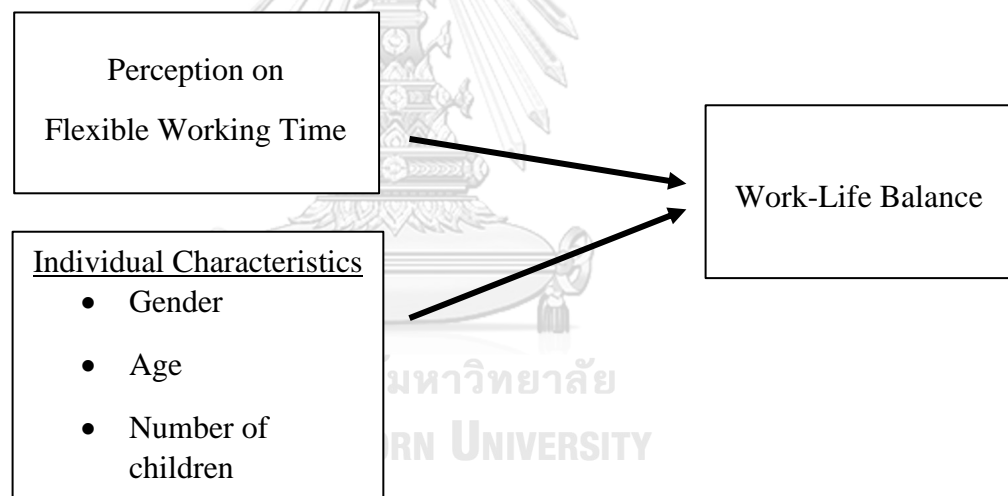 Perception on
Flexible Working Time
Work-Life Balance
Individual Characteristics
• Gender
• Age
• Number of
children
มหาวิทยาลัย
RN UNIVERSITY